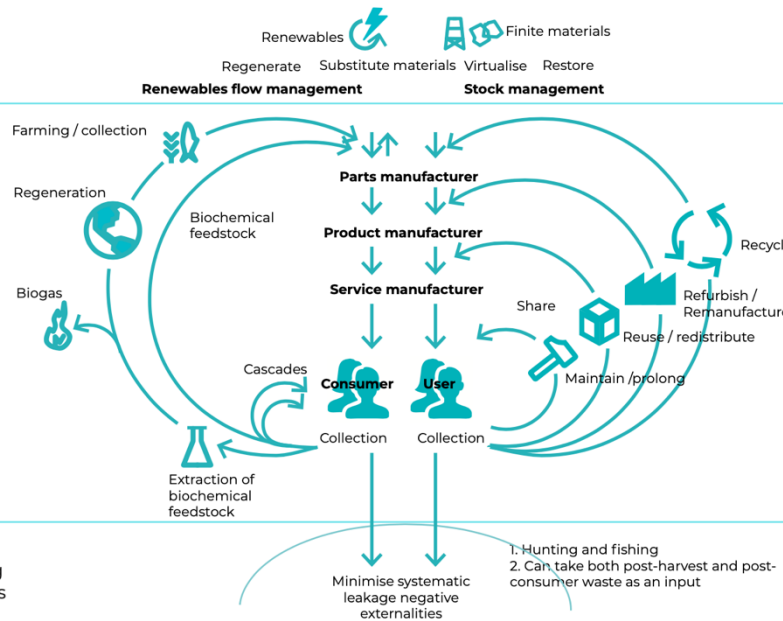 Renewables
Finite materials
Regenerate
Substitute materials
Virtualise
Restore
Renewables flow management
Stock management
Farming / collection
Parts manufacturer
Regeneration
Biochemical
feedstock
Product manufacturer
Recycl
Biogas
Service manufacturer
Share
Refurbish /
Remanufacture
Reuse / redistribute
Cascades
Consumer
User
Maintain /prolong
Collection
Collection
Extraction of
biochemical
feedstock
1. Hunting and fishing
2. Can take both post-harvest and post-
consumer waste as an input
Minimise systematic
leakage negative
externalities